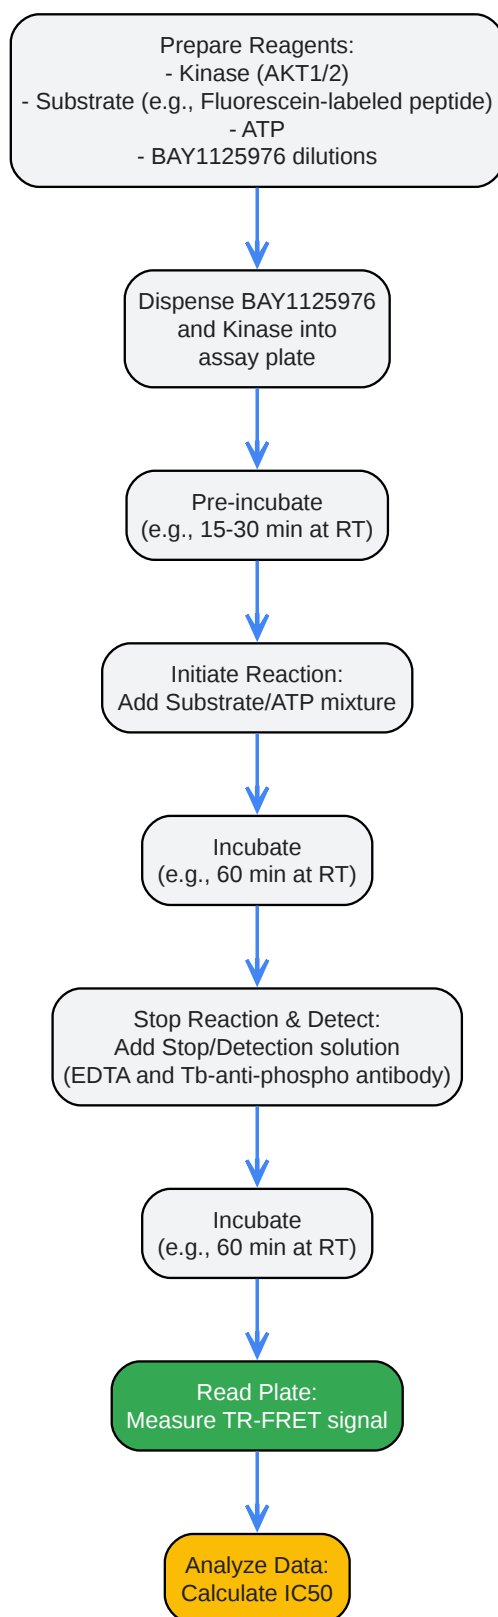 Prepare Reagents:
- Kinase (AKT1/2)
- Substrate (e.g., Fluorescein-labeled peptide)
- ATP
- BAY1125976 dilutions
Dispense BAY1125976
and Kinase into
assay plate
Pre-incubate
(e.g., 15-30 min at RT)
Initiate Reaction:
Add Substrate/ATP mixture
Incubate
(e.g., 60 min at RT)
Stop Reaction & Detect:
Add Stop/Detection solution
(EDTA and Tb-anti-phospho antibody)
Incubate
(e.g., 60 min at RT)
Read Plate:
Measure TR-FRET signal
Analyze Data:
Calculate IC50